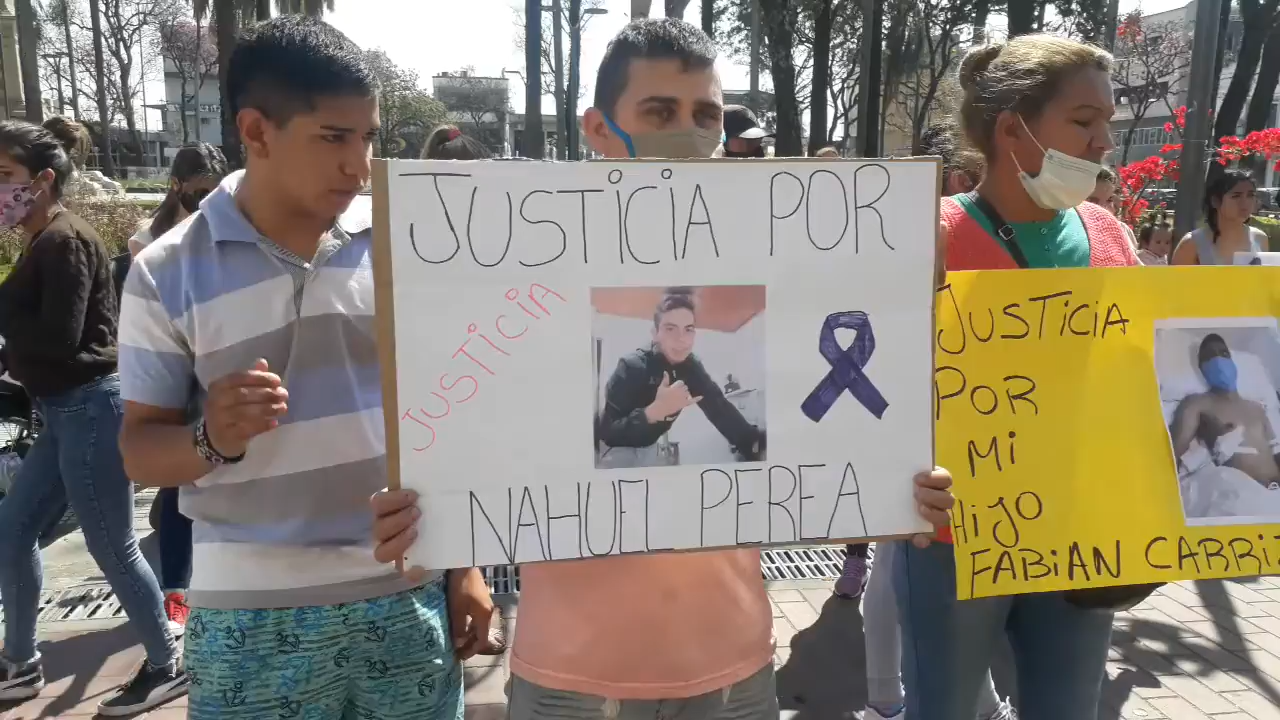 JUSTICIA POR
JUSTICIA
NAHUEL PEREA
JUSTICIA
POR
Mi
HiJO
FABIAN